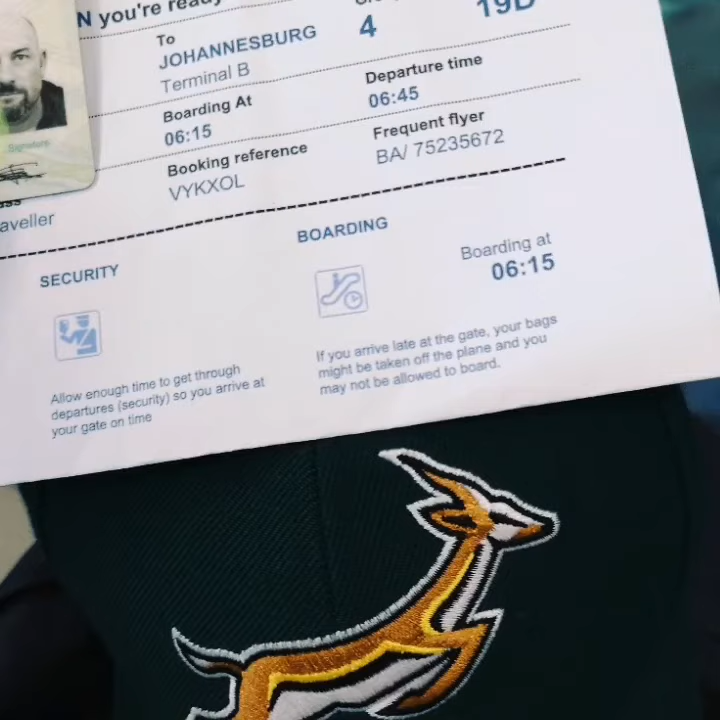 N you're ready
To
JOHANNESBURG
Terminal B
4
19D
Boarding At
06:15
Departure time
06:45
Booking reference
VYKXOL
Frequent flyer
BA/ 75235672
Signature
aveller
SECURITY
BOARDING
Boarding at
06:15
Allow enough time to get through
departures (security) so you arrive at
your gate on time
If you arrive late at the gate, your bags
might be taken off the plane and you
may not be allowed to board.